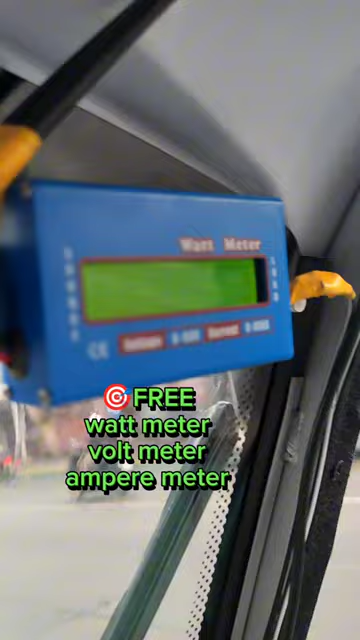 Watt Meter
CE
🎯 FREE
watt meter
volt meter
ampere meter